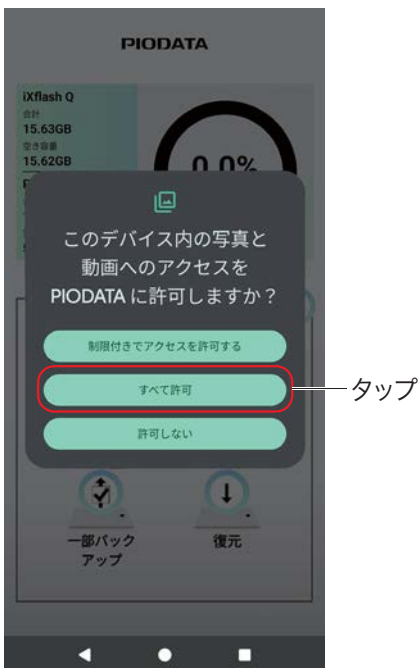 PIODATA
iXflash Q
合計
15.63GB
空き容量
15.62GB
0.0%
このデバイス内の写真と
動画へのアクセスを
PIODATA に許可しますか？
制限付きでアクセスを許可する
すべて許可
タップ
許可しない
一部バック
アップ
復元